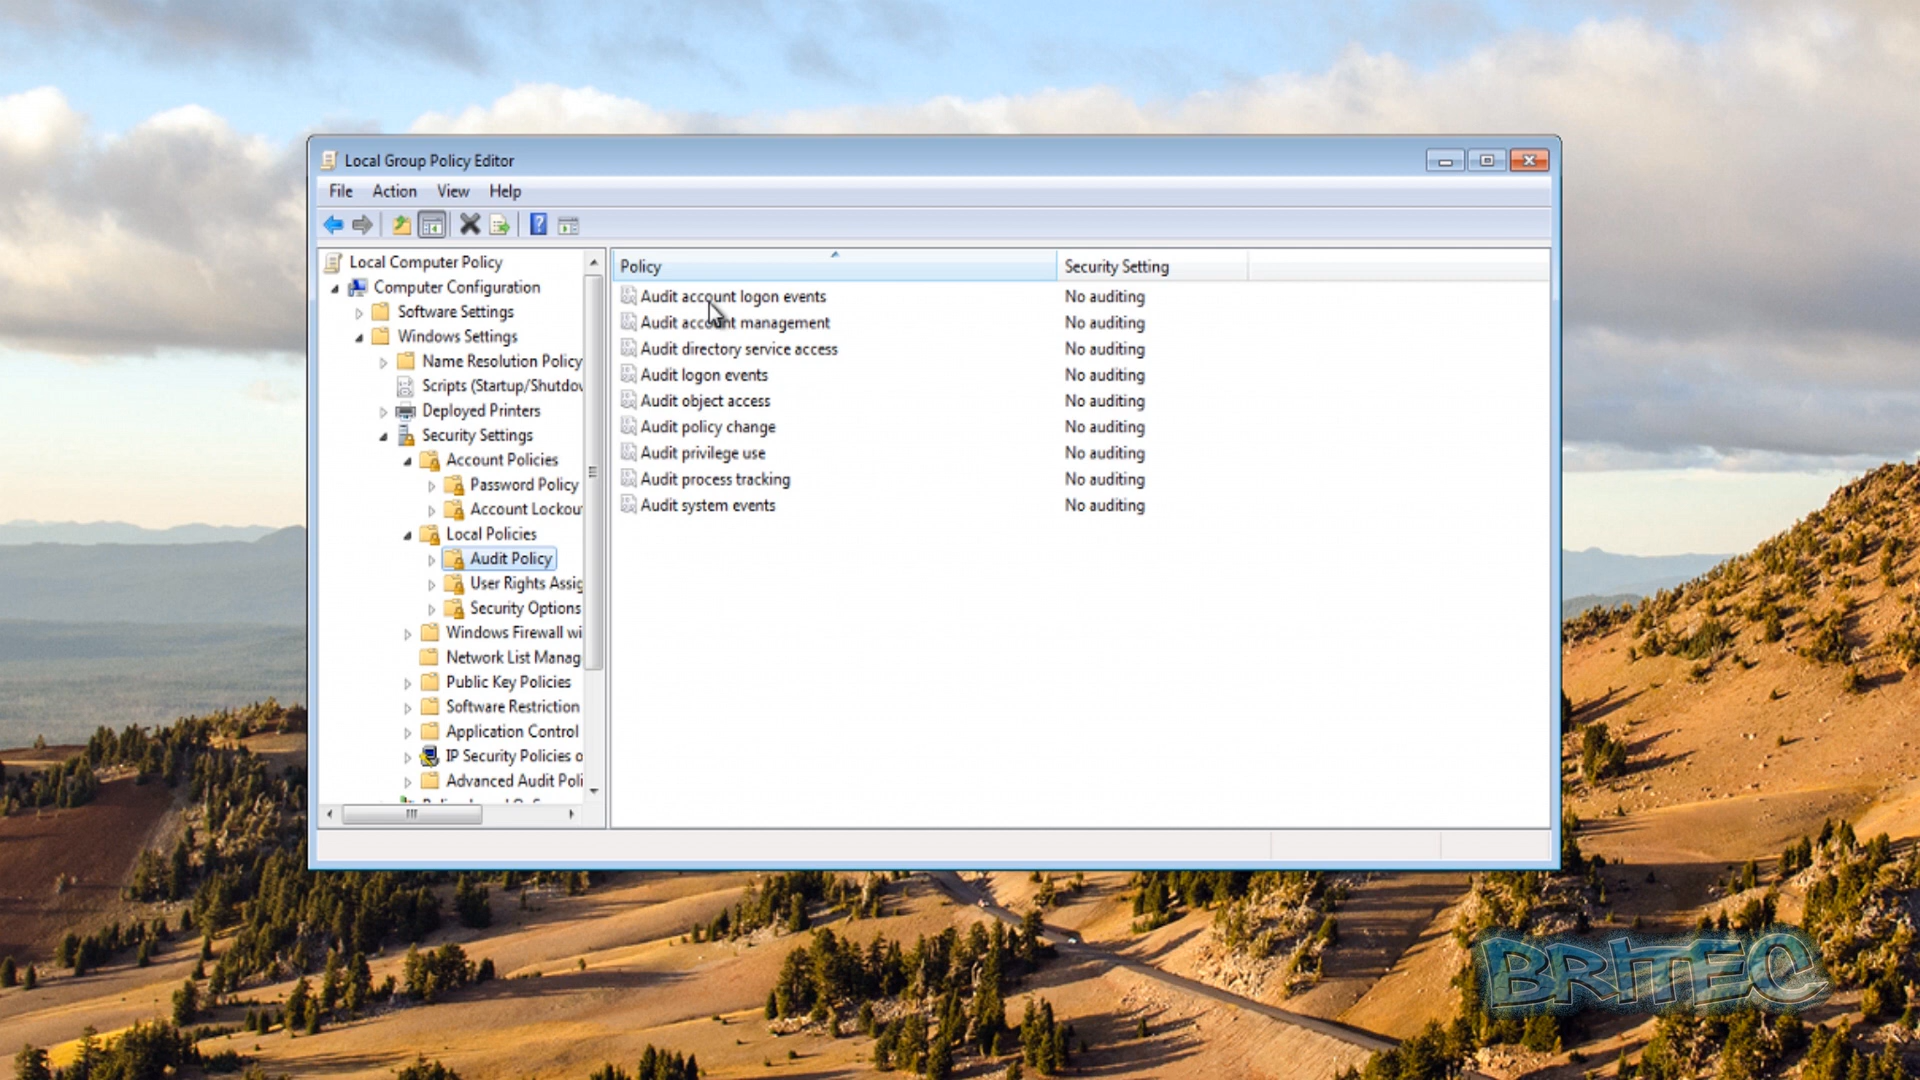 Local Group Policy Editor
File Action View Help
Local Computer Policy
Computer Configuration
Software Settings
Windows Settings
Name Resolution Policy
Scripts (Startup/Shutdov
Deployed Printers
Security Settings
Account Policies
Password Policy
Account Lockou
Local Policies
Audit Policy
User Rights Assig
Security Options
Windows Firewall wi
Network List Manag
Public Key Policies
Software Restriction
Application Control
IP Security Policies o
Advanced Audit Poli
Policy Security Setting
Audit account logon events No auditing
Audit account management No auditing
Audit directory service access No auditing
Audit logon events No auditing
Audit object access No auditing
Audit policy change No auditing
Audit privilege use No auditing
Audit process tracking No auditing
Audit system events No auditing
BRITEC